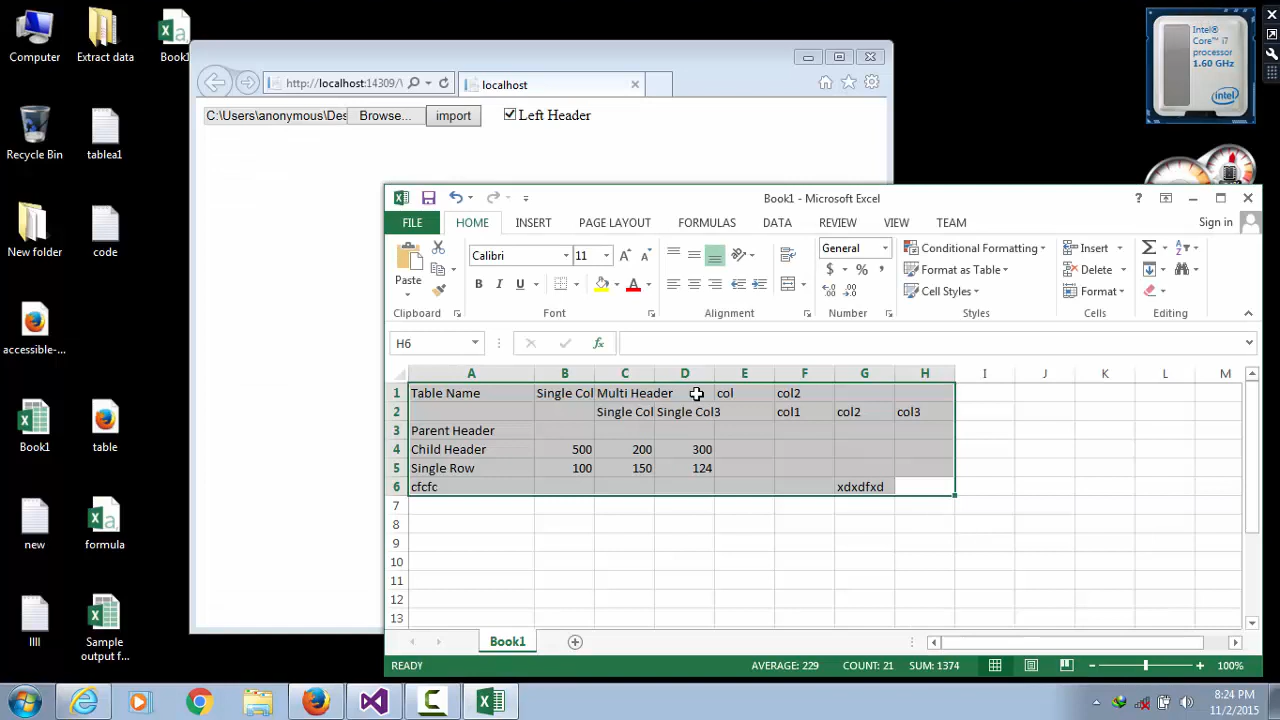 Computer
Extract data
Book1
Recycle Bin
tablea1
New folder
code
accessible-...
Book1
table
new
formula
llll
Sample
output f...
http://localhost:14309/
localhost
C:\Users\anonymous\Des
Browse...
import
Left Header
Intel®
Core™ i7
processor
1.60 GHz
intel
Book1 - Microsoft Excel
FILE HOME INSERT PAGE LAYOUT FORMULAS DATA REVIEW VIEW TEAM Sign in
Paste
Calibri 11
B I U
General
$ % ,
Conditional Formatting
Format as Table
Cell Styles
Insert
Delete
Format
Clipboard Font Alignment Number Styles Cells Editing
H6
A B C D E F G H I J K L M
1 Table Name Single Col Multi Header col col2
2 Single Col Single Col3 col1 col2 col3
3 Parent Header
4 Child Header 500 200 300
5 Single Row 100 150 124
6 cfcfc xdxdfxd
7
8
9
10
11
12
13
Book1
READY AVERAGE: 229 COUNT: 21 SUM: 1374 100%
8:24 PM
11/2/2015